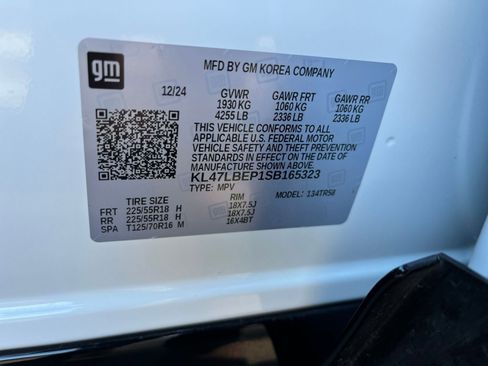 gm
MFD BY GM KOREA COMPANY
12/24 GVWR GAWR FRT GAWR RR
1930 KG 1060 KG 1060 KG
4255 LB 2336 LB 2336 LB
THIS VEHICLE CONFORMS TO ALL
APPLICABLE U.S. FEDERAL MOTOR
VEHICLE SAFETY AND THEFT PREVENTION
STANDARDS IN EFFECT ON THE DATE OF
MANUFACTURE SHOWN ABOVE.
KL47LBEP1SB165323
TYPE: MPV MODEL: 134TR58
TIRE SIZE RIM
FRT 225/55R18 H 18X7.5J
RR 225/55R18 H 18X7.5J
SPA T125/70R16 M 16X4BT